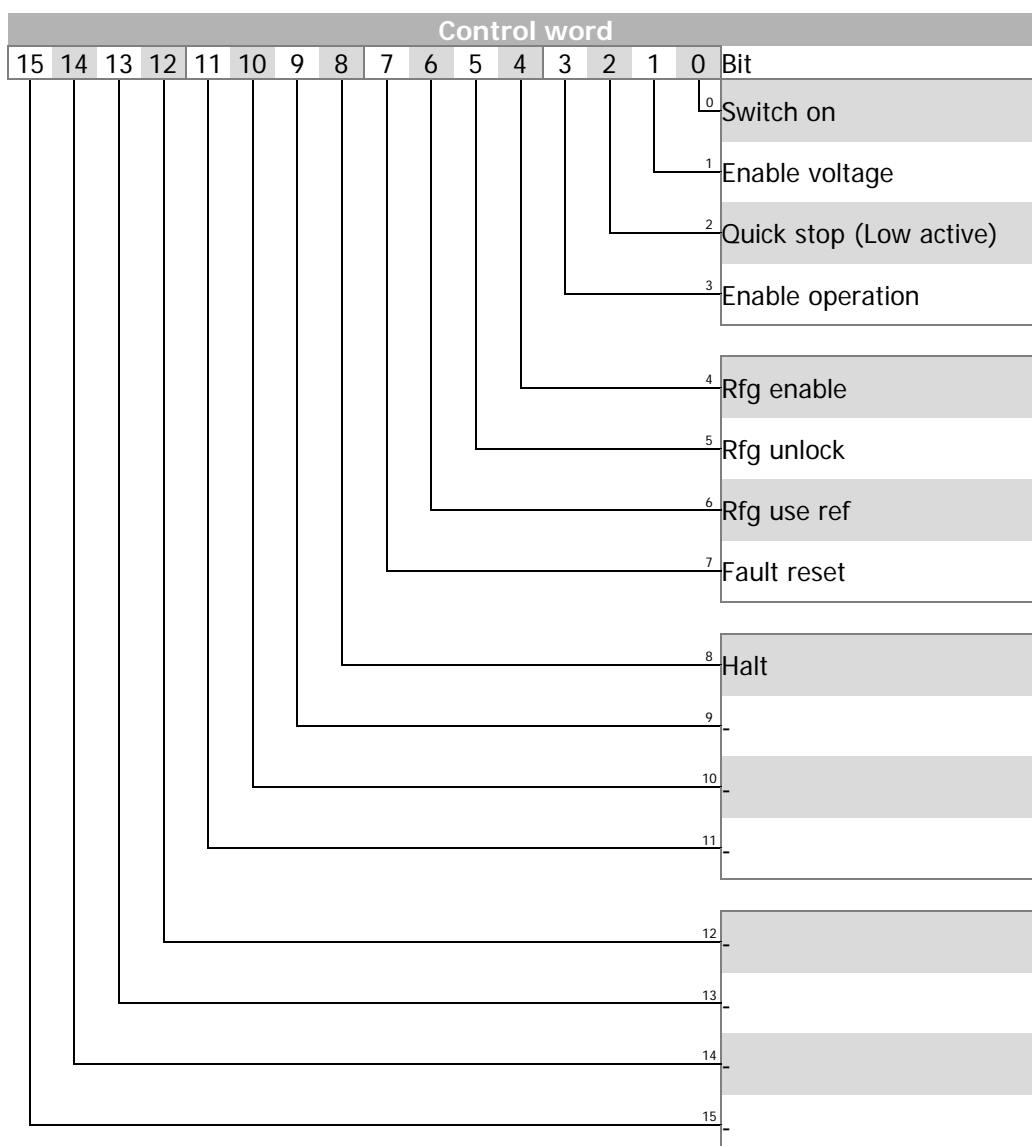 Control word
15 14 13 12 11 10 9 8 7 6 5 4 3 2 1 0 Bit
0 Switch on
1 Enable voltage
2 Quick stop (Low active)
3 Enable operation
4 Rfg enable
5 Rfg unlock
6 Rfg use ref
7 Fault reset
8 Halt
9 -
10 -
11 -
12 -
13 -
14 -
15 -